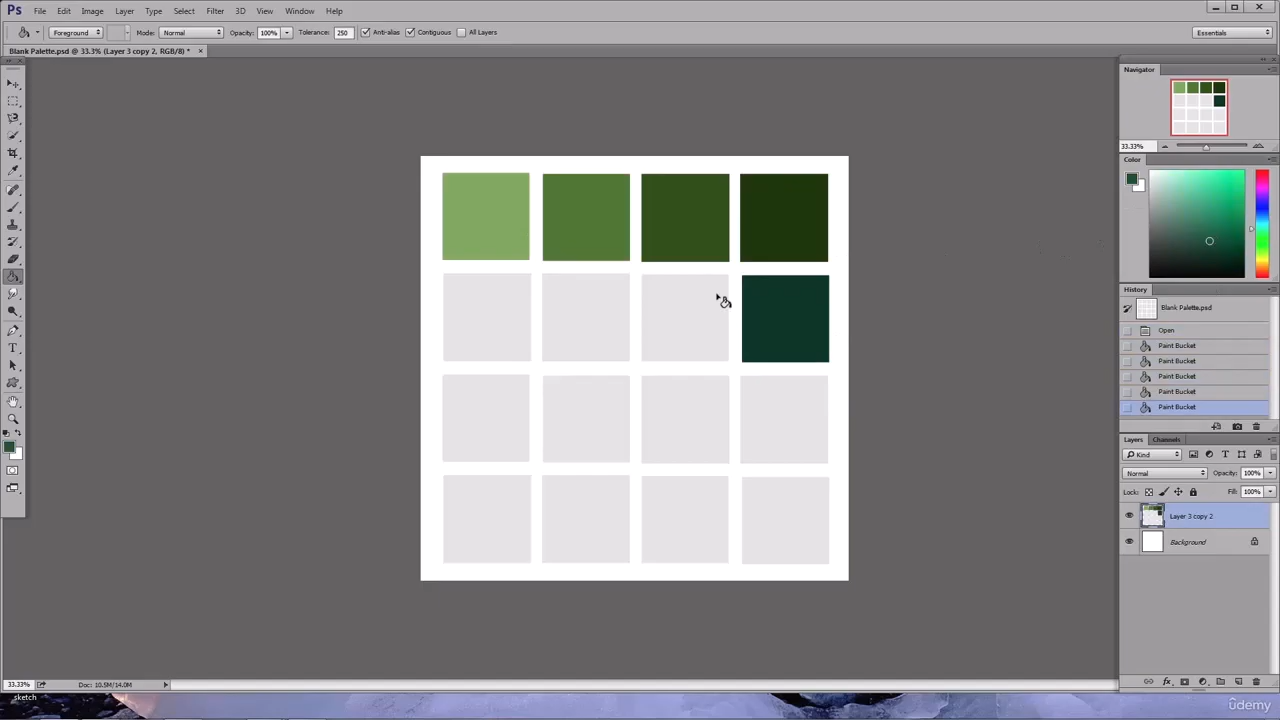 Ps File Edit Image Layer Type Select Filter 3D View Window Help
Foreground Mode: Normal Opacity: 100% Tolerance: 250 Anti-alias Contiguous All Layers Essentials
Blank Palette.psd @ 33.3% (Layer 3 copy 2, RGB/8) * ×
Navigator
33.33%
Color
History
Blank Palette.psd
Open
Paint Bucket
Paint Bucket
Paint Bucket
Paint Bucket
Paint Bucket
Layers Channels
Kind
Normal Opacity: 100%
Lock: Fill: 100%
Layer 3 copy 2
Background
33.33% Doc: 10.5M/14.0M
sketch
ûdemy